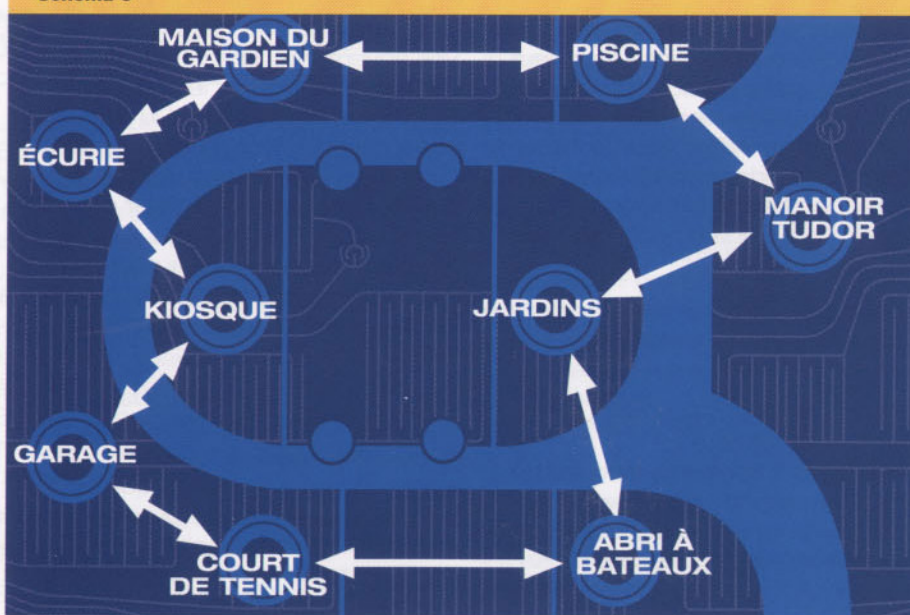 MAISON DU
GARDIEN
PISCINE
ÉCURIE
MANOIR
TUDOR
KIOSQUE
JARDINS
GARAGE
COURT
DE TENNIS
ABRI À
BATEAUX